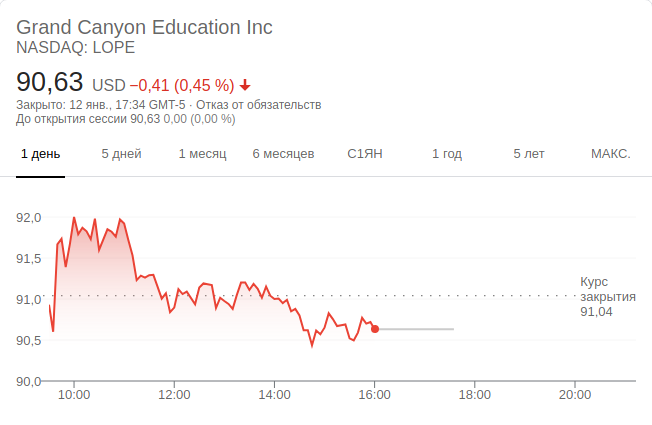 Grand Canyon Education Inc
NASDAQ: LOPE
90,63 USD −0,41 (0,45 %)
Закрыто: 12 янв., 17:34 GMT-5 · Отказ от обязательств
До открытия сессии 90,63 0,00 (0,00 %)
1 день 5 дней 1 месяц 6 месяцев С1ЯН 1 год 5 лет МАКС.
92,0
91,5
91,0
90,5
90,0
Курс
закрытия
91,04
10:00 12:00 14:00 16:00 18:00 20:00